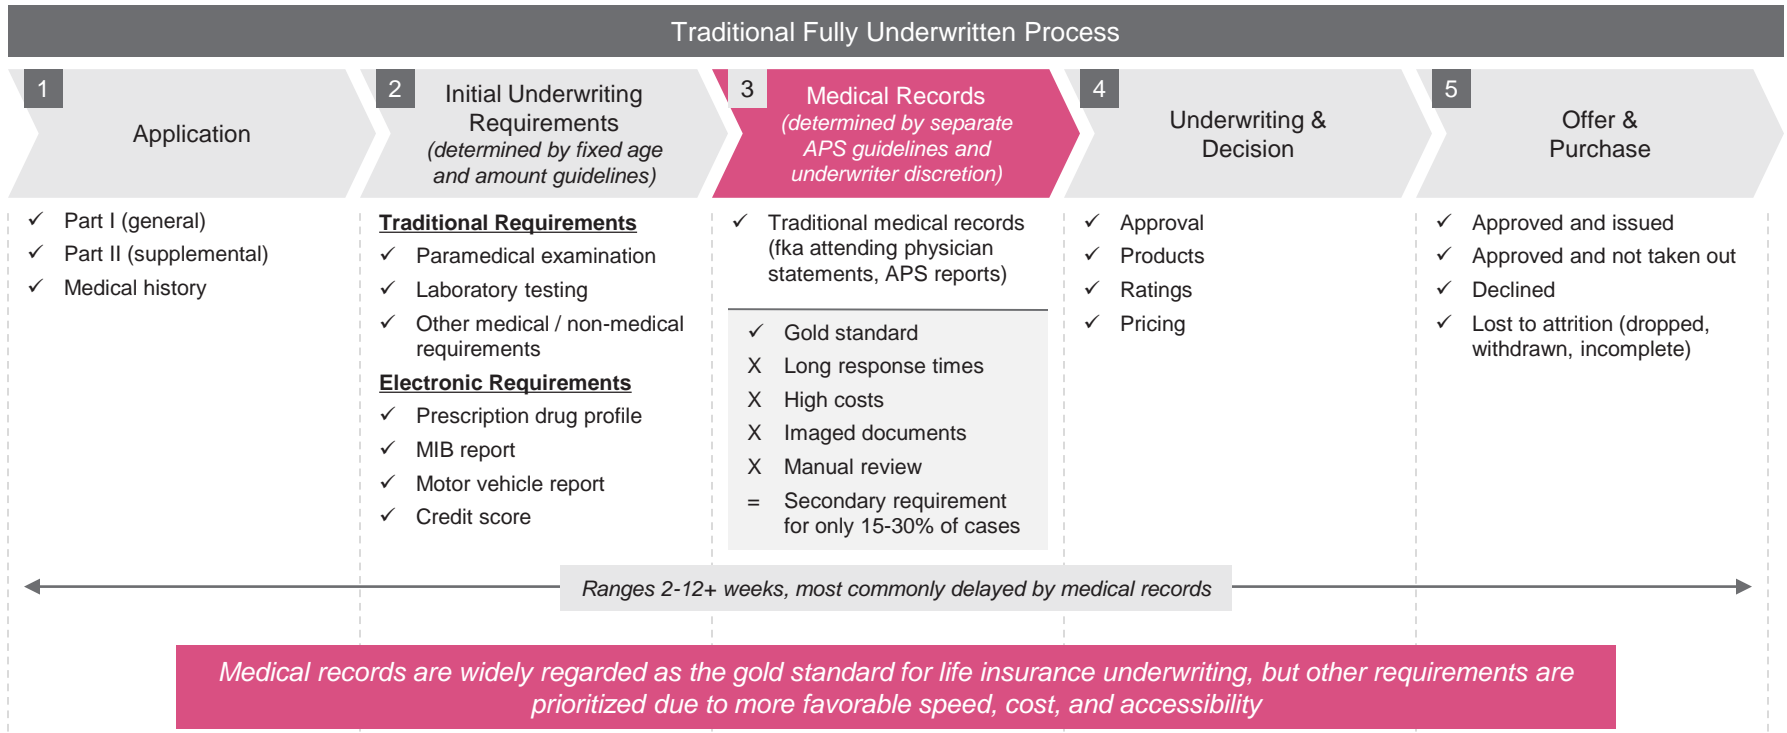 Traditional Fully Underwritten Process
1
Application
✓ Part I (general)
✓ Part II (supplemental)
✓ Medical history
2
Initial Underwriting
Requirements
(determined by fixed age
and amount guidelines)
Traditional Requirements
✓ Paramedical examination
✓ Laboratory testing
✓ Other medical / non-medical
requirements
Electronic Requirements
✓ Prescription drug profile
✓ MIB report
✓ Motor vehicle report
✓ Credit score
3
Medical Records
(determined by separate
APS guidelines and
underwriter discretion)
✓ Traditional medical records
(fka attending physician
statements, APS reports)
✓ Gold standard
X Long response times
X High costs
X Imaged documents
X Manual review
= Secondary requirement
for only 15-30% of cases
4
Underwriting &
Decision
✓ Approval
✓ Products
✓ Ratings
✓ Pricing
5
Offer &
Purchase
✓ Approved and issued
✓ Approved and not taken out
✓ Declined
✓ Lost to attrition (dropped,
withdrawn, incomplete)
Ranges 2-12+ weeks, most commonly delayed by medical records
Medical records are widely regarded as the gold standard for life insurance underwriting, but other requirements are
prioritized due to more favorable speed, cost, and accessibility